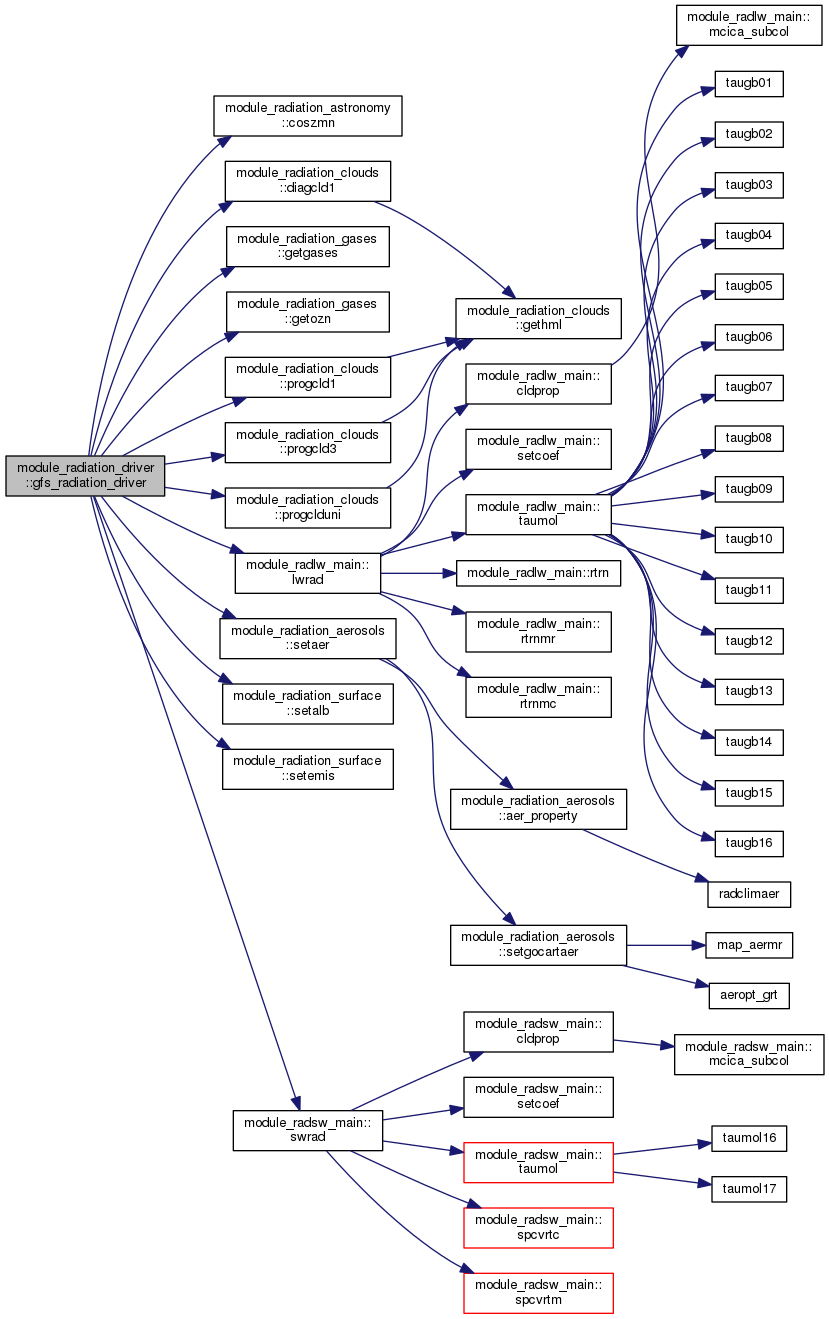 module_radiation_driver
::gfs_radiation_driver
module_radiation_astronomy
::coszmn
module_radiation_clouds
::diagcld1
module_radiation_gases
::getgases
module_radiation_gases
::getozn
module_radiation_clouds
::progcld1
module_radiation_clouds
::progcld3
module_radiation_clouds
::progclduni
module_radlw_main::
lwrad
module_radiation_aerosols
::setaer
module_radiation_surface
::setalb
module_radiation_surface
::setemis
module_radsw_main::
swrad
module_radiation_clouds
::gethml
module_radlw_main::
cldprop
module_radlw_main::
setcoef
module_radlw_main::
taumol
module_radlw_main::rtrn
module_radlw_main::
rtrnmr
module_radlw_main::
rtrnmc
module_radiation_aerosols
::aer_property
module_radiation_aerosols
::setgocartaer
module_radsw_main::
cldprop
module_radsw_main::
setcoef
module_radsw_main::
taumol
module_radsw_main::
spcvrtc
module_radsw_main::
spcvrtm
module_radlw_main::
mcica_subcol
taugb01
taugb02
taugb03
taugb04
taugb05
taugb06
taugb07
taugb08
taugb09
taugb10
taugb11
taugb12
taugb13
taugb14
taugb15
taugb16
radclimaer
map_aermr
aeropt_grt
module_radsw_main::
mcica_subcol
taumol16
taumol17